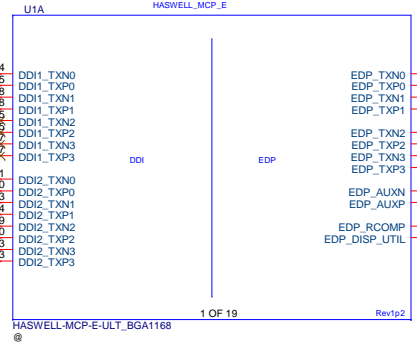 U1A
HASWELL_MCP_E
DDI1_TXN0
DDI1_TXP0
DDI1_TXN1
DDI1_TXP1
DDI1_TXN2
DDI1_TXP2
DDI1_TXN3
DDI1_TXP3
DDI2_TXN0
DDI2_TXP0
DDI2_TXN1
DDI2_TXP1
DDI2_TXN2
DDI2_TXP2
DDI2_TXN3
DDI2_TXP3
DDI
EDP
EDP_TXN0
EDP_TXP0
EDP_TXN1
EDP_TXP1
EDP_TXN2
EDP_TXP2
EDP_TXN3
EDP_TXP3
EDP_AUXN
EDP_AUXP
EDP_RCOMP
EDP_DISP_UTIL
1 OF 19
Rev1p2
HASWELL-MCP-E-ULT_BGA1168
@